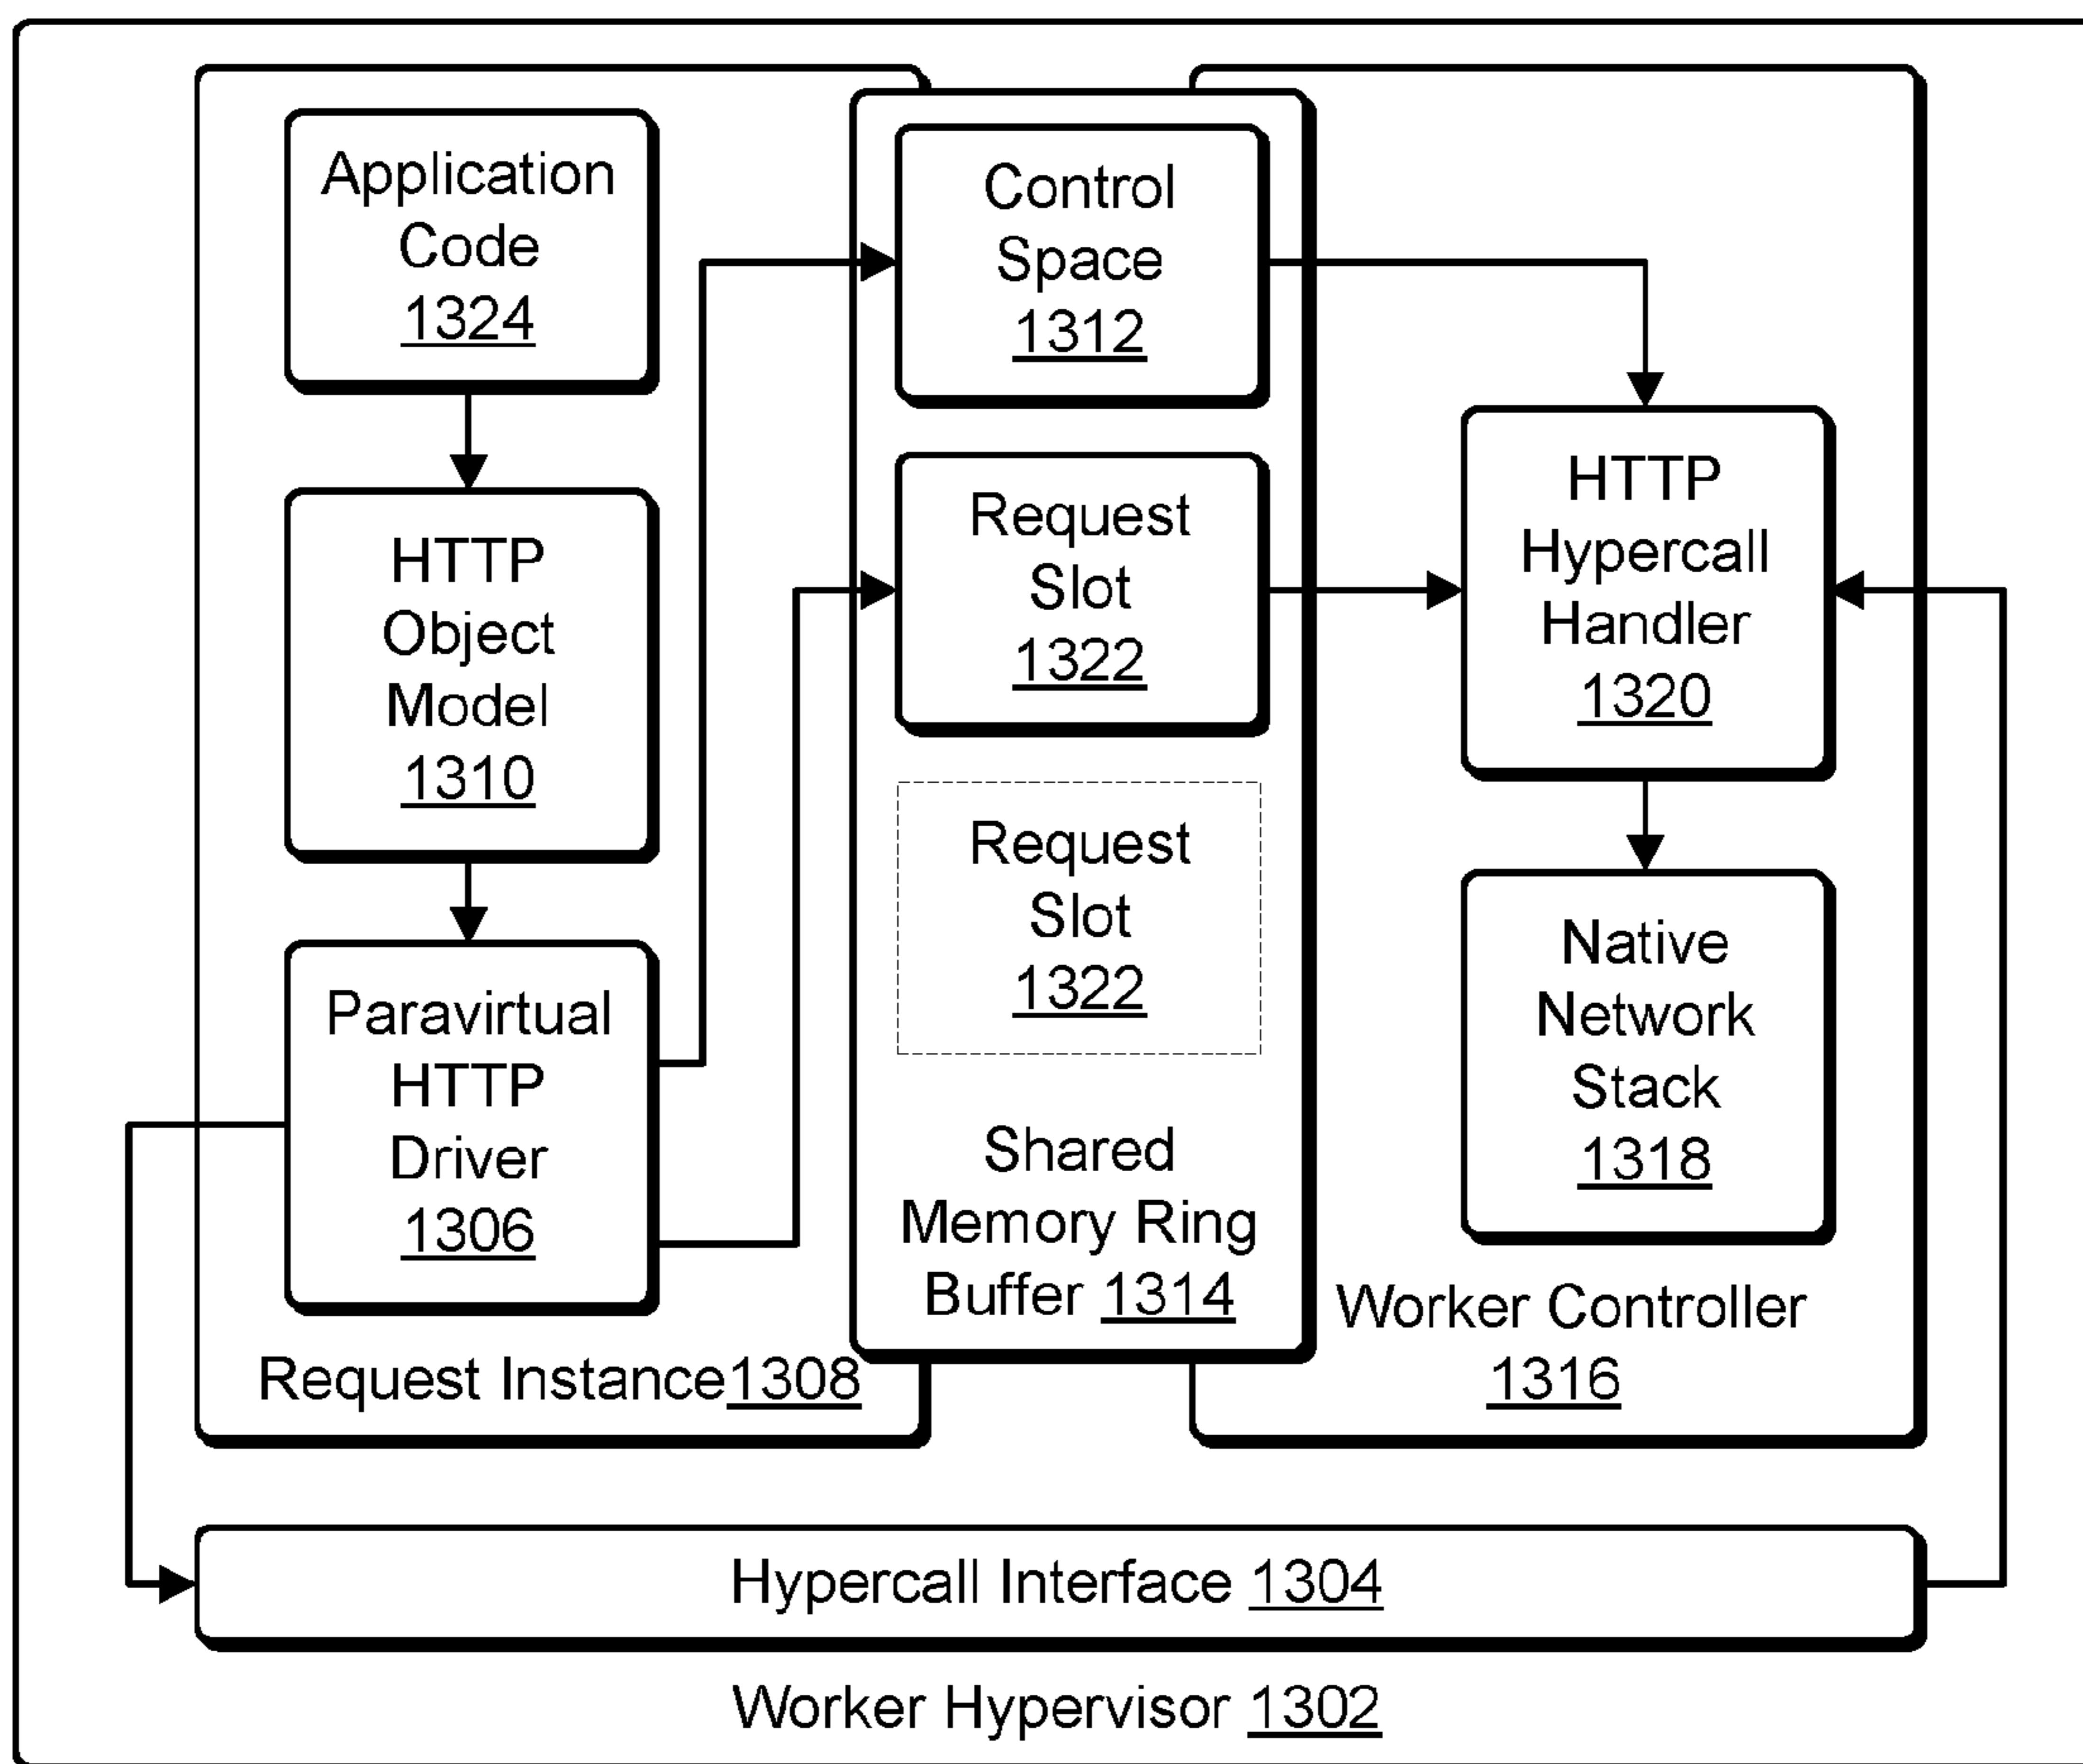 Application
Code
1324
HTTP
Object
Model
1310
Paravirtual
HTTP
Driver
1306
Request Instance1308
Control
Space
1312
Request
Slot
1322
Request
Slot
1322
Shared
Memory Ring
Buffer 1314
HTTP
Hypercall
Handler
1320
Native
Network
Stack
1318
Worker Controller
1316
Hypercall Interface 1304
Worker Hypervisor 1302